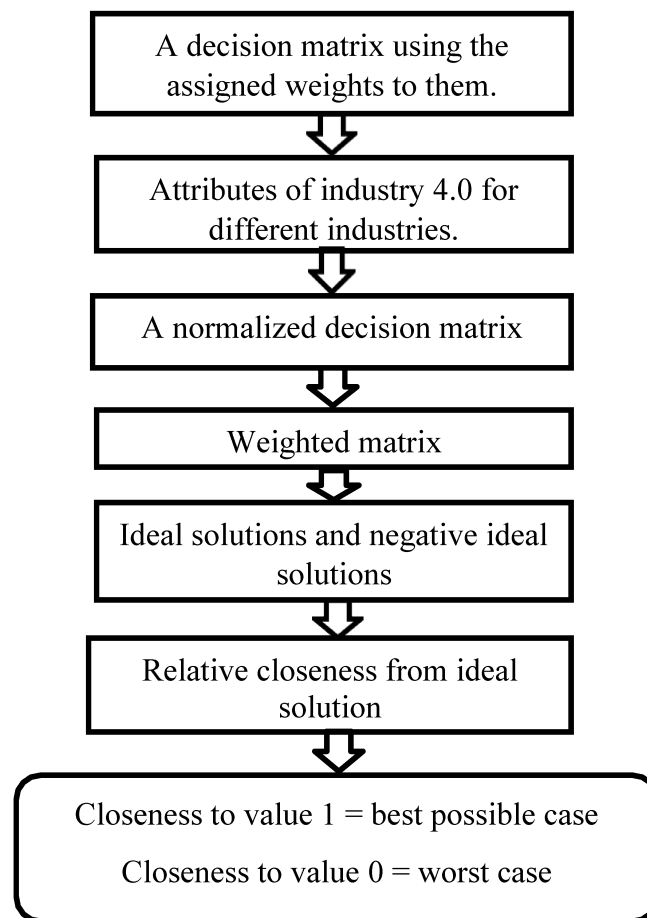 A decision matrix using the
assigned weights to them.
Attributes of industry 4.0 for
different industries.
A normalized decision matrix
Weighted matrix
Ideal solutions and negative ideal
solutions
Relative closeness from ideal
solution
Closeness to value 1 = best possible case
Closeness to value 0 = worst case